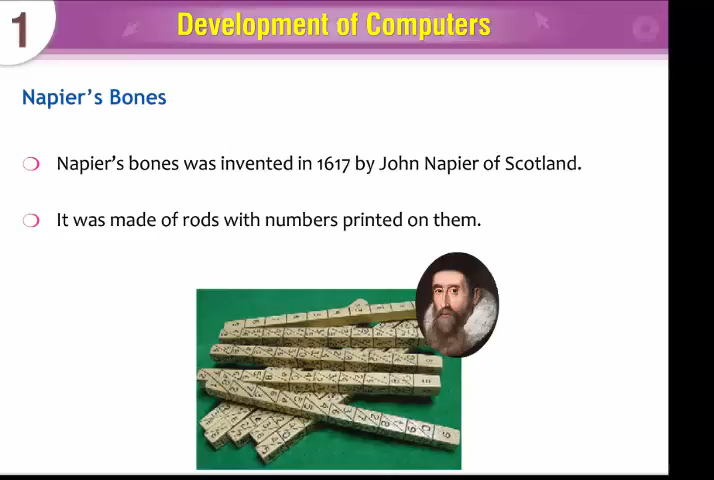 1
Development of Computers
Napier's Bones
Napier's bones was invented in 1617 by John Napier of Scotland.
It was made of rods with numbers printed on them.